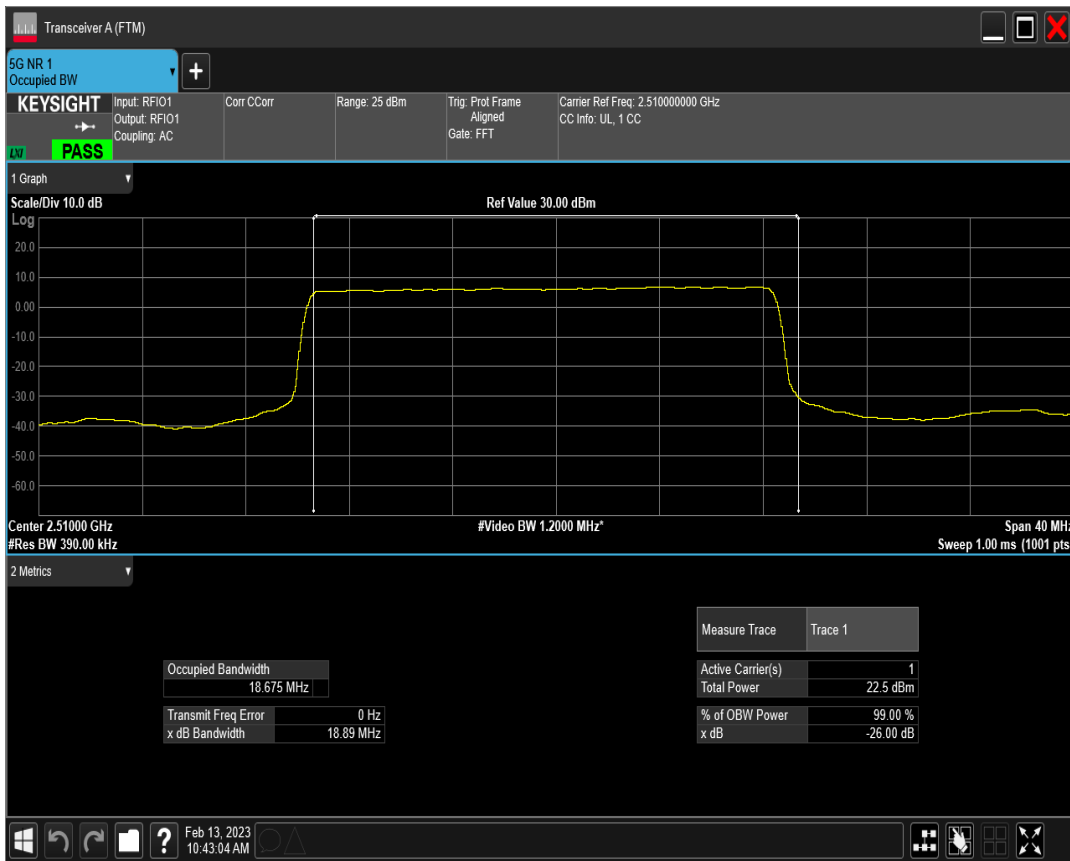 Transceiver A (FTM)
5G NR 1
Occupied BW
+
KEYSIGHT
LXI
PASS
Input: RFIO1
Output: RFIO1
Coupling: AC
Corr CCorr
Range: 25 dBm
Trig: Prot Frame
Aligned
Gate: FFT
Carrier Ref Freq: 2.510000000 GHz
CC Info: UL, 1 CC
1 Graph
Scale/Div 10.0 dB
Ref Value 30.00 dBm
Log
20.0
10.0
0.00
-10.0
-20.0
-30.0
-40.0
-50.0
-60.0
Center 2.51000 GHz
#Video BW 1.2000 MHz*
Span 40 MHz
#Res BW 390.00 kHz
Sweep 1.00 ms (1001 pts
2 Metrics
Measure Trace Trace 1
Occupied Bandwidth
18.675 MHz
Active Carrier(s) 1
Total Power 22.5 dBm
Transmit Freq Error 0 Hz
x dB Bandwidth 18.89 MHz
% of OBW Power 99.00 %
x dB -26.00 dB
?
Feb 13, 2023
10:43:04 AM